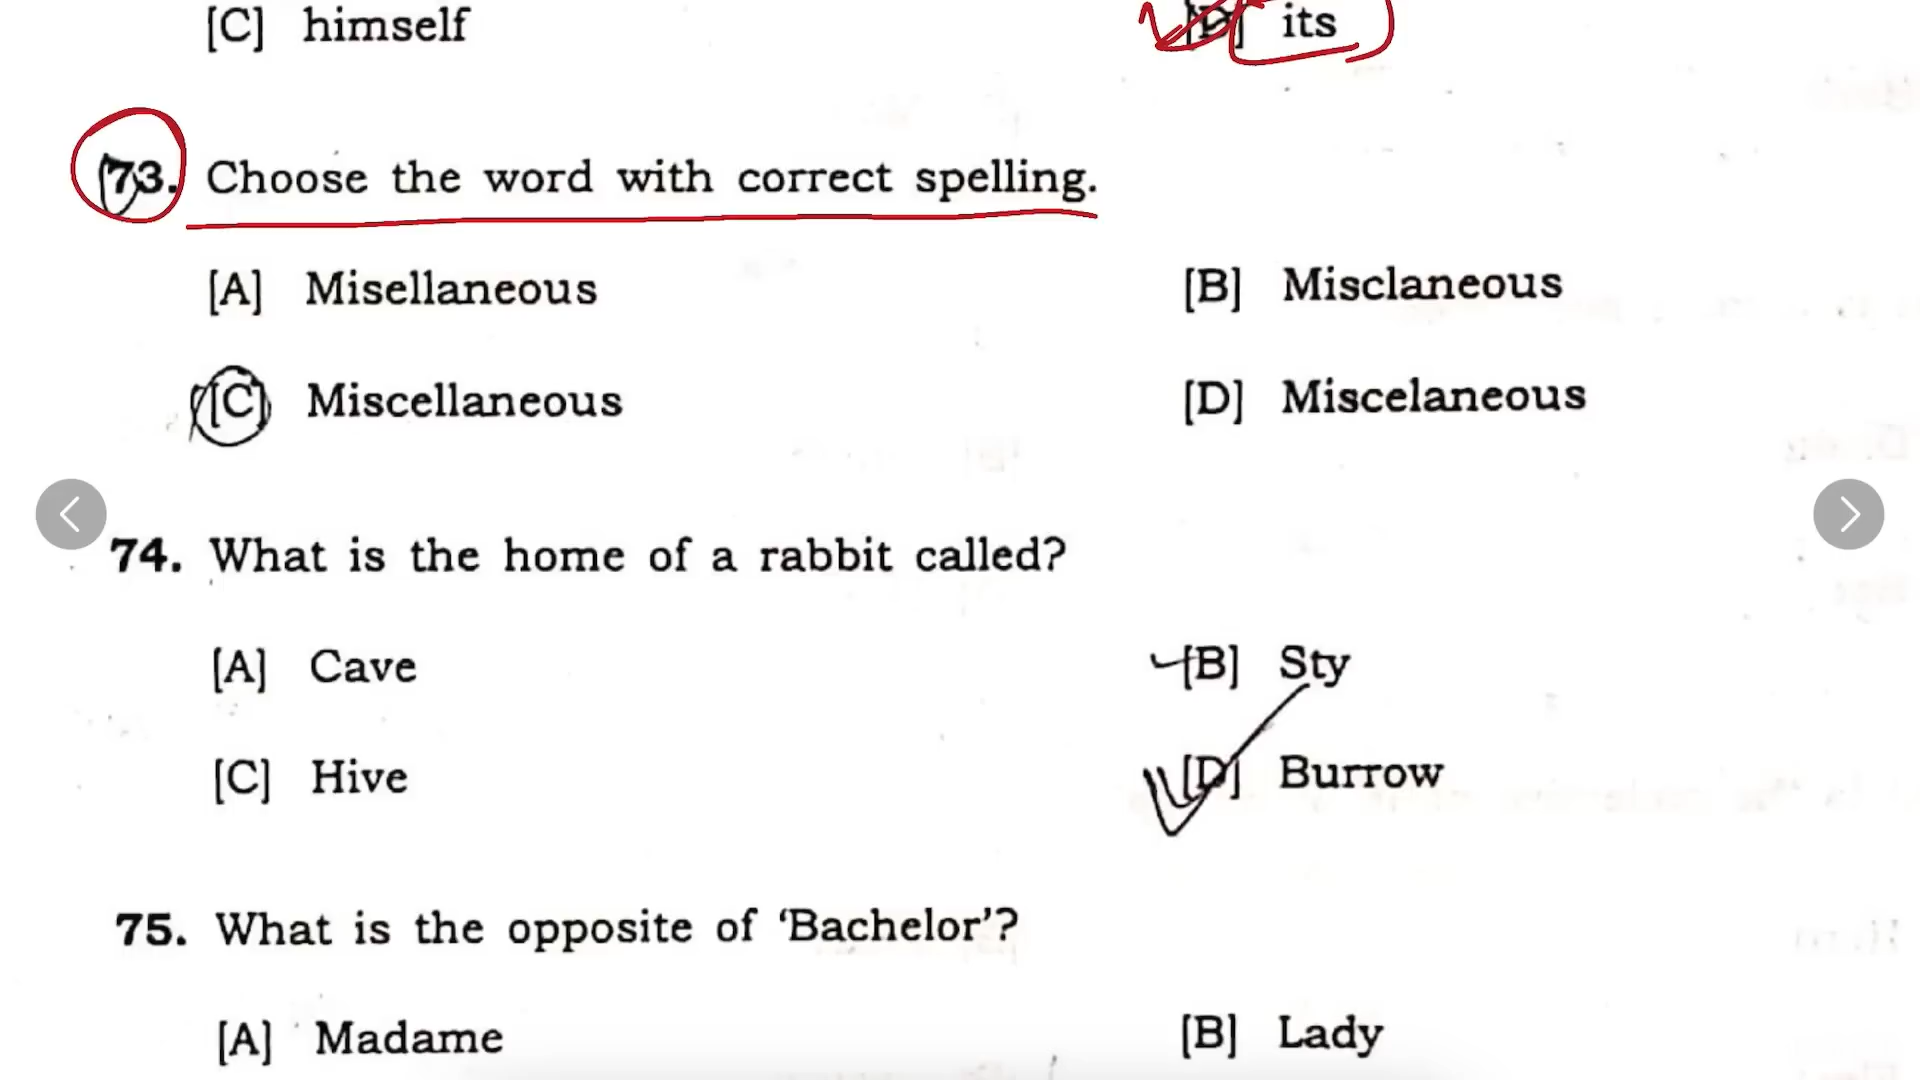 [C] himself [D] its
73. Choose the word with correct spelling.
[A] Misellaneous [B] Misclaneous
[C] Miscellaneous [D] Miscelaneous
74. What is the home of a rabbit called?
[A] Cave [B] Sty
[C] Hive [D] Burrow
75. What is the opposite of ‘Bachelor’?
[A] Madame [B] Lady